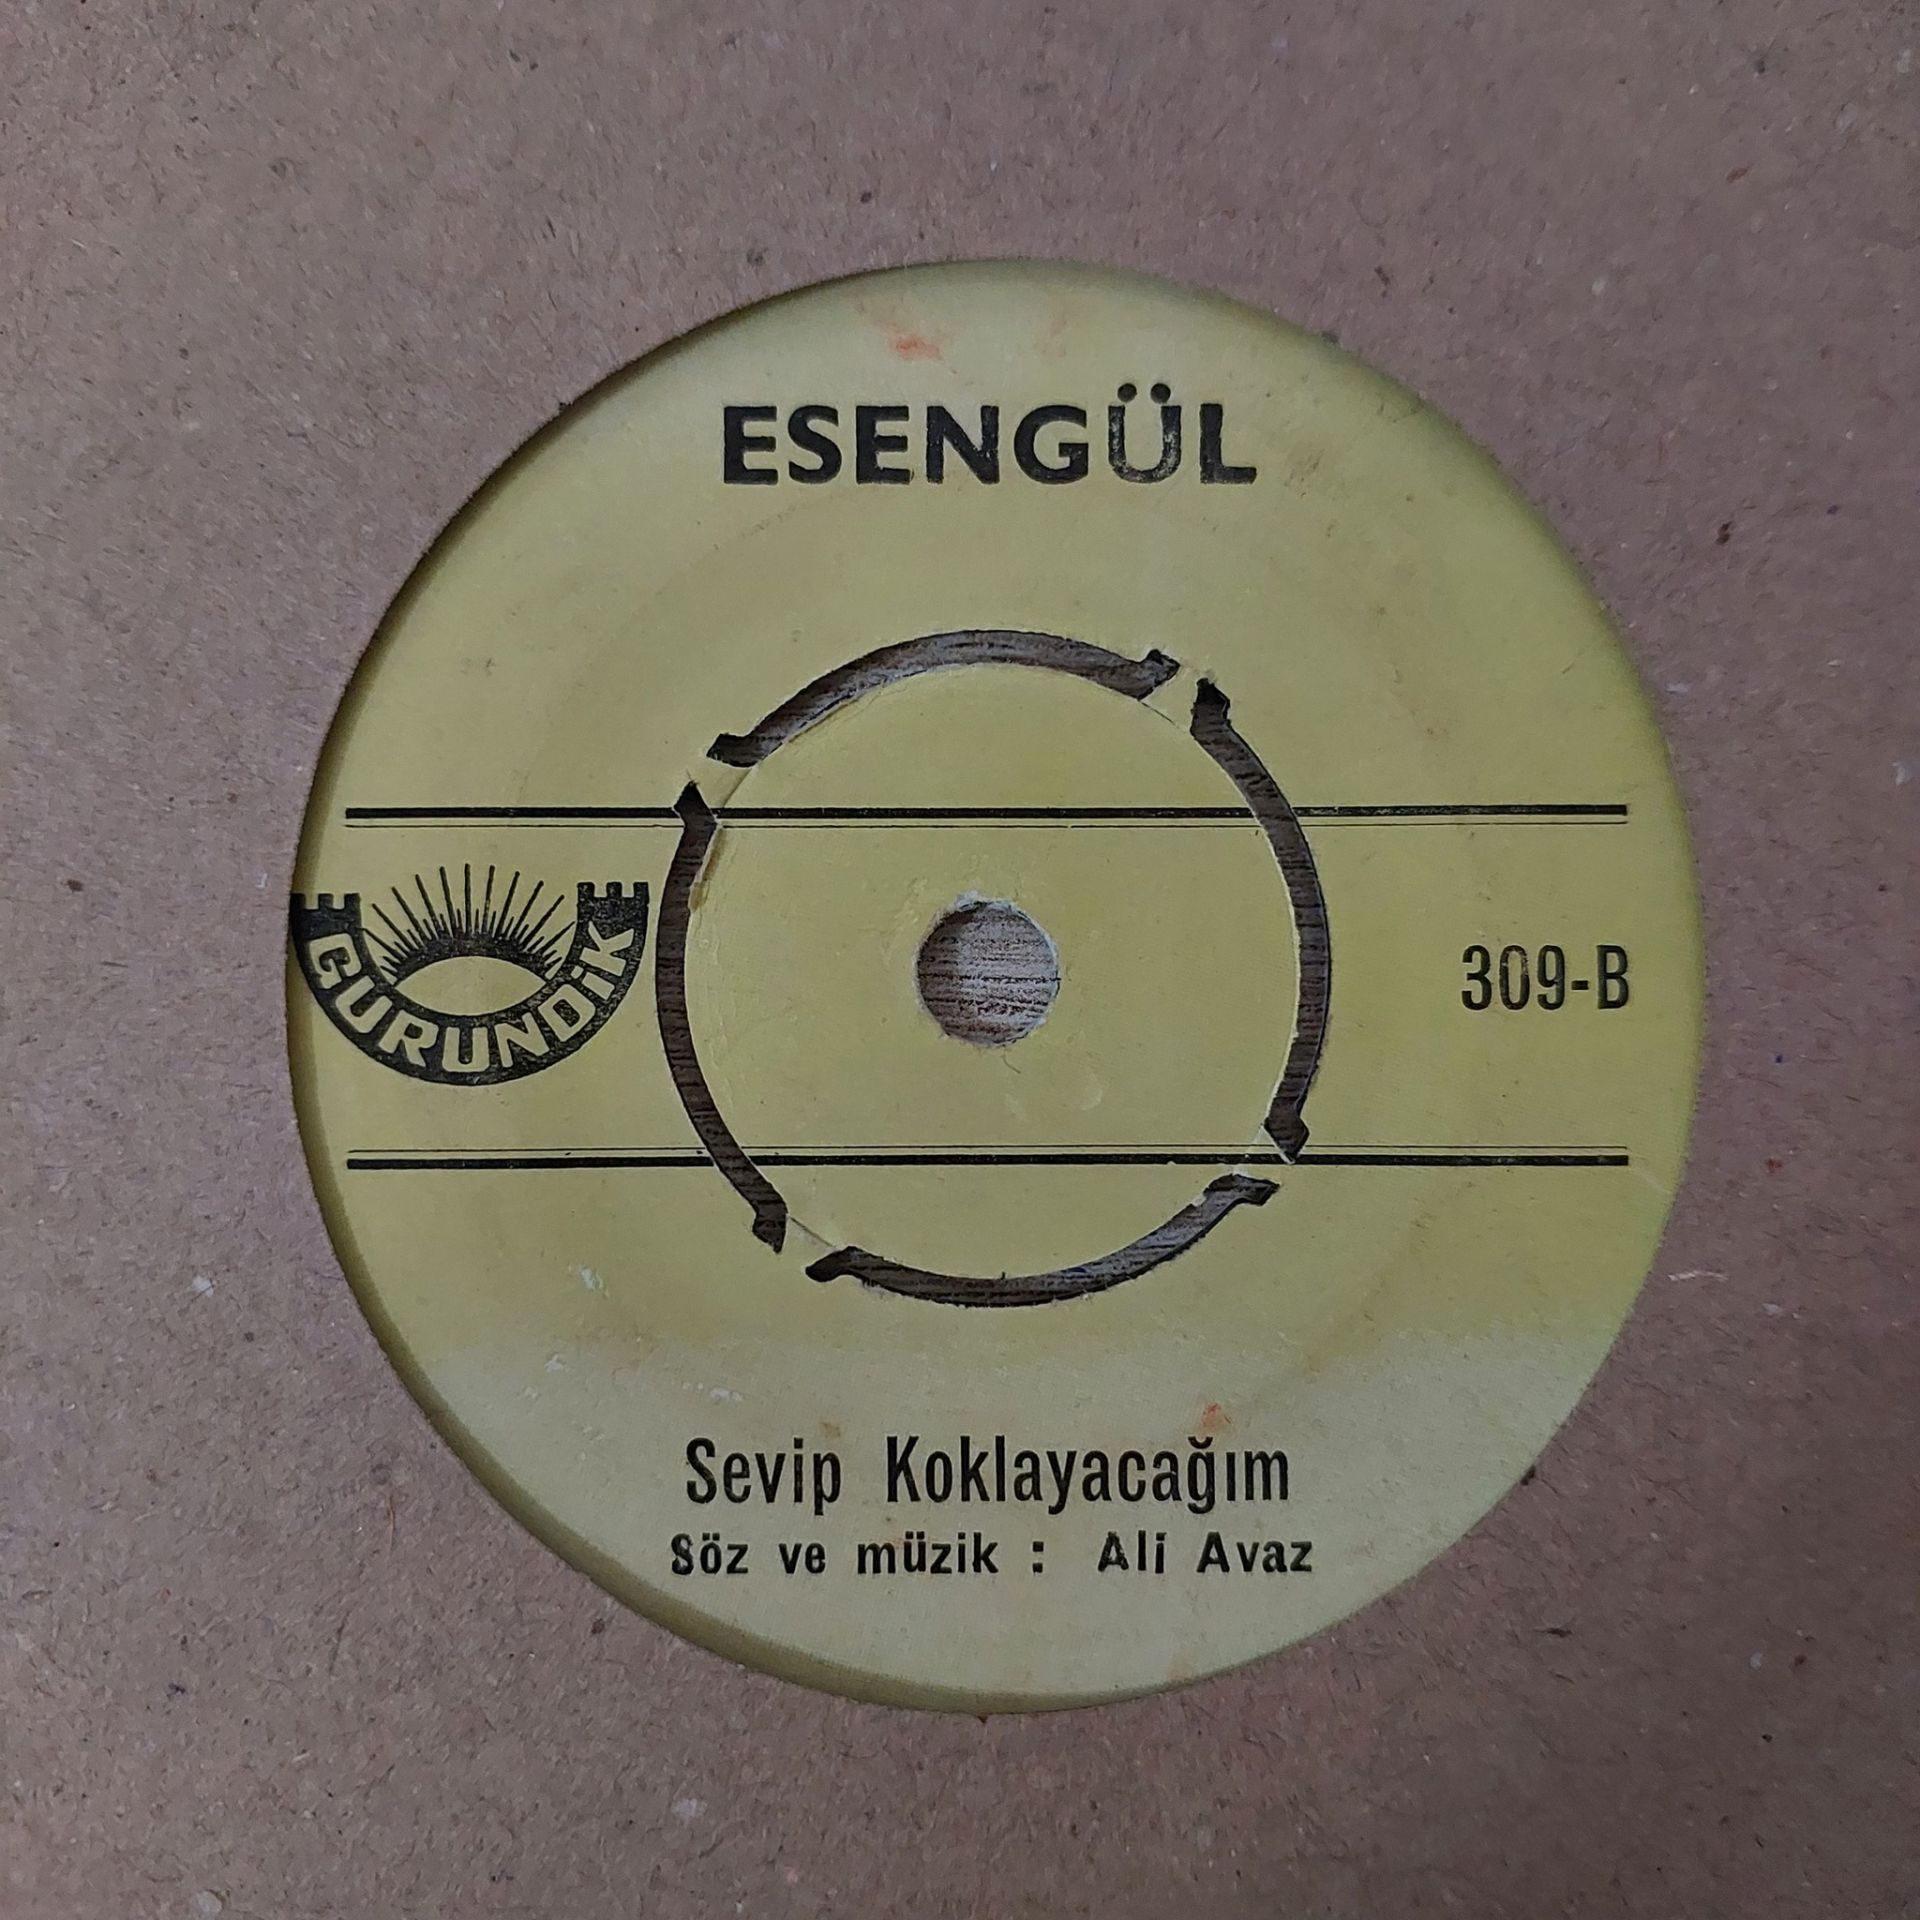 ESENGÜL
GURUNDİK
309-B
Sevip Koklayacağım
Söz ve müzik : Ali Avaz